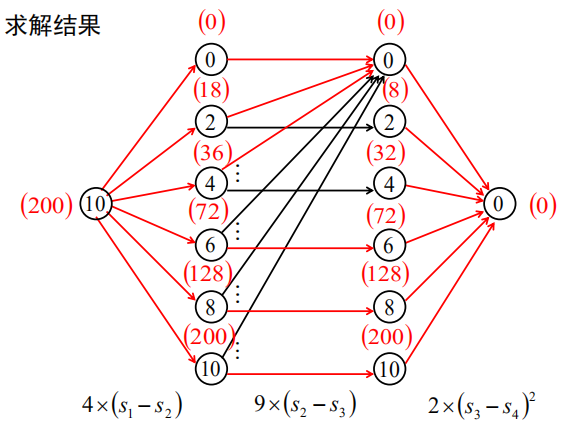 求解结果
(0) (0)
0 0
(18) (8)
2 2
(36) (32)
4 ⋮ 4
(200) 10 0 (0)
(72) (72)
6 ⋮ 6
(128) (128)
8 ⋮ 8
(200) (200)
10 ⋮ 10
4×(s₁−s₂) 9×(s₂−s₃) 2×(s₃−s₄)²